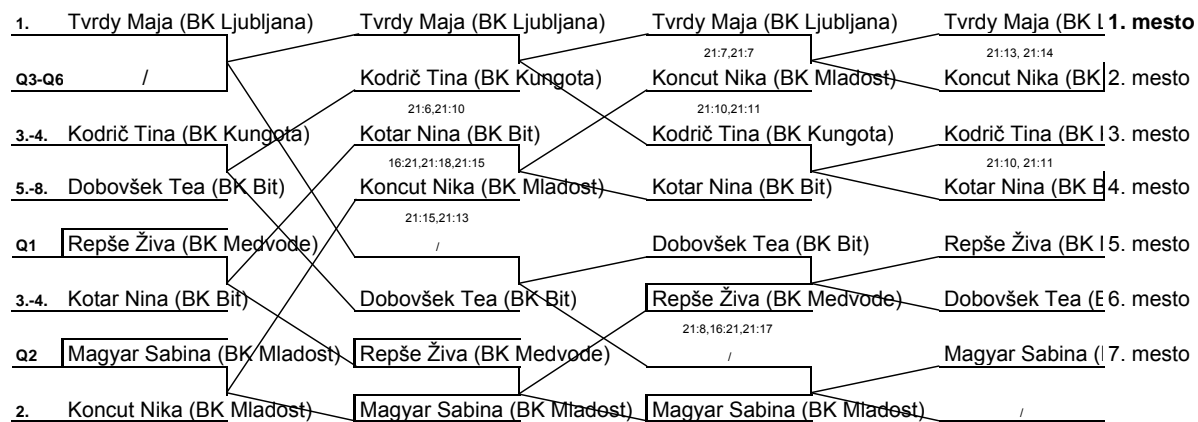 1. Tvrdy Maja (BK Ljubljana) Tvrdy Maja (BK Ljubljana) Tvrdy Maja (BK Ljubljana) Tvrdy Maja (BK L 1. mesto
21:7,21:7 21:13, 21:14
Q3-Q6 / Kodrič Tina (BK Kungota) Koncut Nika (BK Mladost) Koncut Nika (BK 2. mesto
21:6,21:10 21:10,21:11
3.-4. Kodrič Tina (BK Kungota) Kotar Nina (BK Bit) Kodrič Tina (BK Kungota) Kodrič Tina (BK 3. mesto
16:21,21:18,21:15 21:10, 21:11
5.-8. Dobovšek Tea (BK Bit) Koncut Nika (BK Mladost) Kotar Nina (BK Bit) Kotar Nina (BK B 4. mesto
21:15,21:13
Q1 Repše Živa (BK Medvode) / Dobovšek Tea (BK Bit) Repše Živa (BK 5. mesto
3.-4. Kotar Nina (BK Bit) Dobovšek Tea (BK Bit) Repše Živa (BK Medvode) Dobovšek Tea (B 6. mesto
21:8,16:21,21:17
Q2 Magyar Sabina (BK Mladost) Repše Živa (BK Medvode) / Magyar Sabina ( 7. mesto
2. Koncut Nika (BK Mladost) Magyar Sabina (BK Mladost) Magyar Sabina (BK Mladost) /